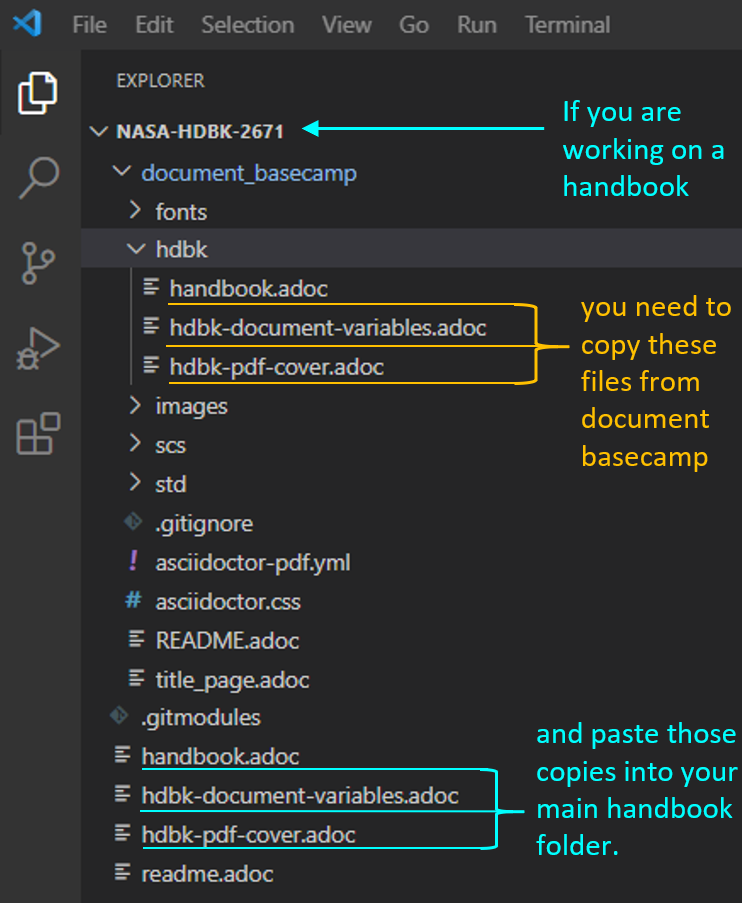 File Edit Selection View Go Run Terminal
EXPLORER
NASA-HDBK-2671
If you are
working on a
handbook
document_basecamp
fonts
hdbk
handbook.adoc
hdbk-document-variables.adoc
hdbk-pdf-cover.adoc
you need to
copy these
files from
document
basecamp
images
scs
std
.gitignore
! asciidoctor-pdf.yml
# asciidoctor.css
README.adoc
title_page.adoc
.gitmodules
handbook.adoc
hdbk-document-variables.adoc
hdbk-pdf-cover.adoc
and paste those
copies into your
main handbook
folder.
readme.adoc